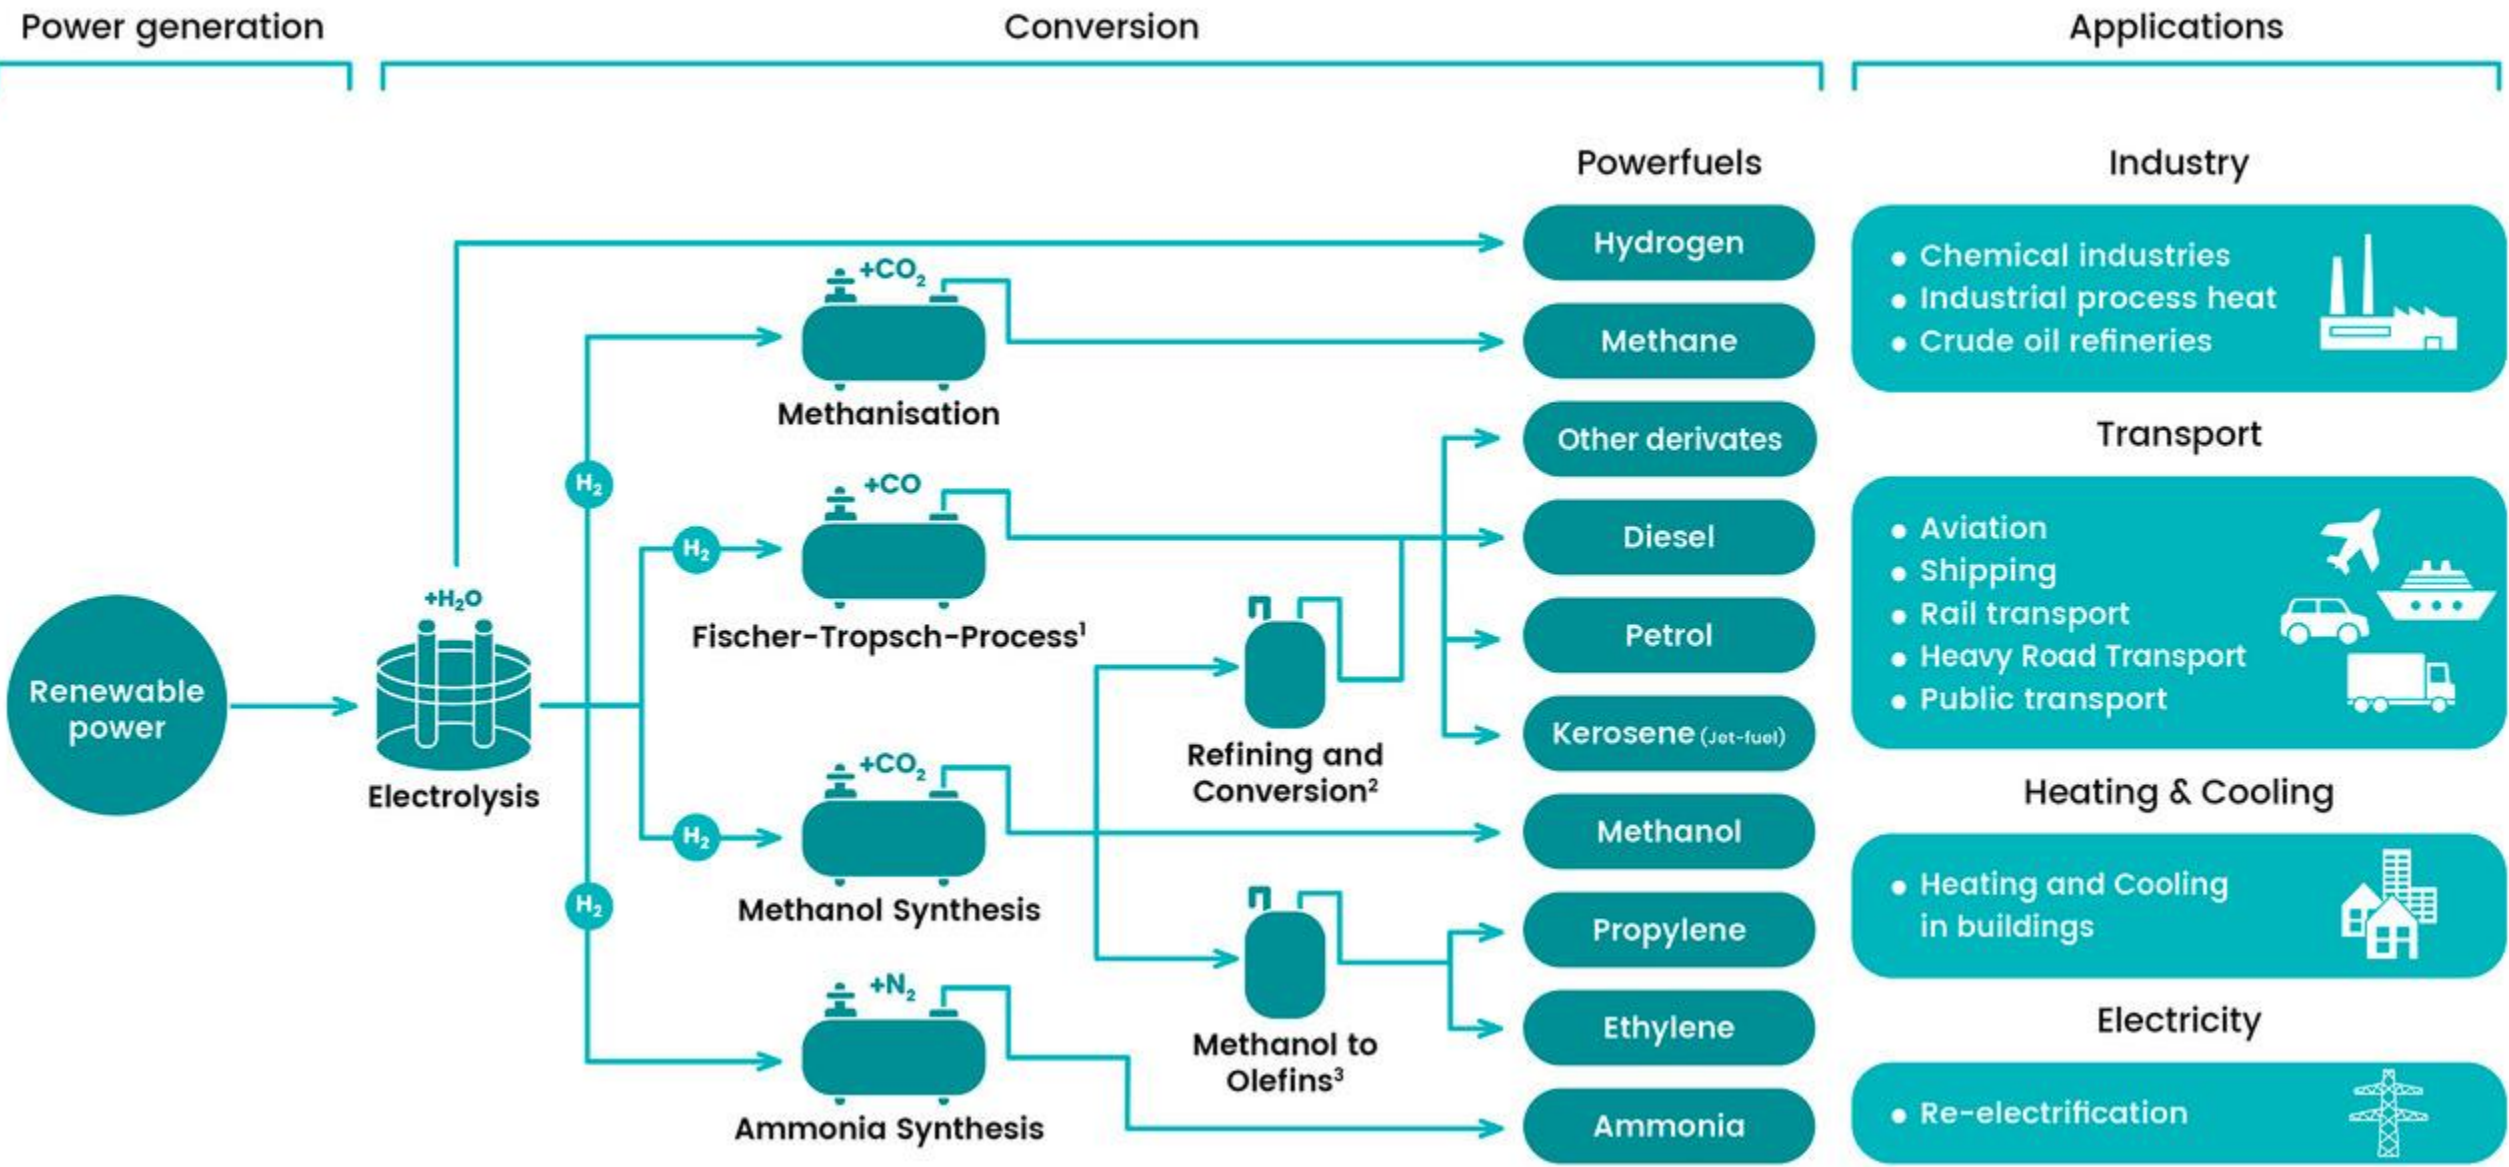 Power generation
Conversion
Applications
Powerfuels
Industry
Hydrogen
Methane
Other derivates
Diesel
Petrol
Kerosene (Jet-fuel)
Methanol
Propylene
Ethylene
Ammonia
• Chemical industries
• Industrial process heat
• Crude oil refineries
Transport
• Aviation
• Shipping
• Rail transport
• Heavy Road Transport
• Public transport
Heating & Cooling
• Heating and Cooling
in buildings
Electricity
• Re-electrification
Renewable
power
+H₂O
Electrolysis
H₂
H₂
H₂
H₂
+CO₂
Methanisation
+CO
Fischer-Tropsch-Process¹
+CO₂
Methanol Synthesis
+N₂
Ammonia Synthesis
Refining and
Conversion²
Methanol to
Olefins³